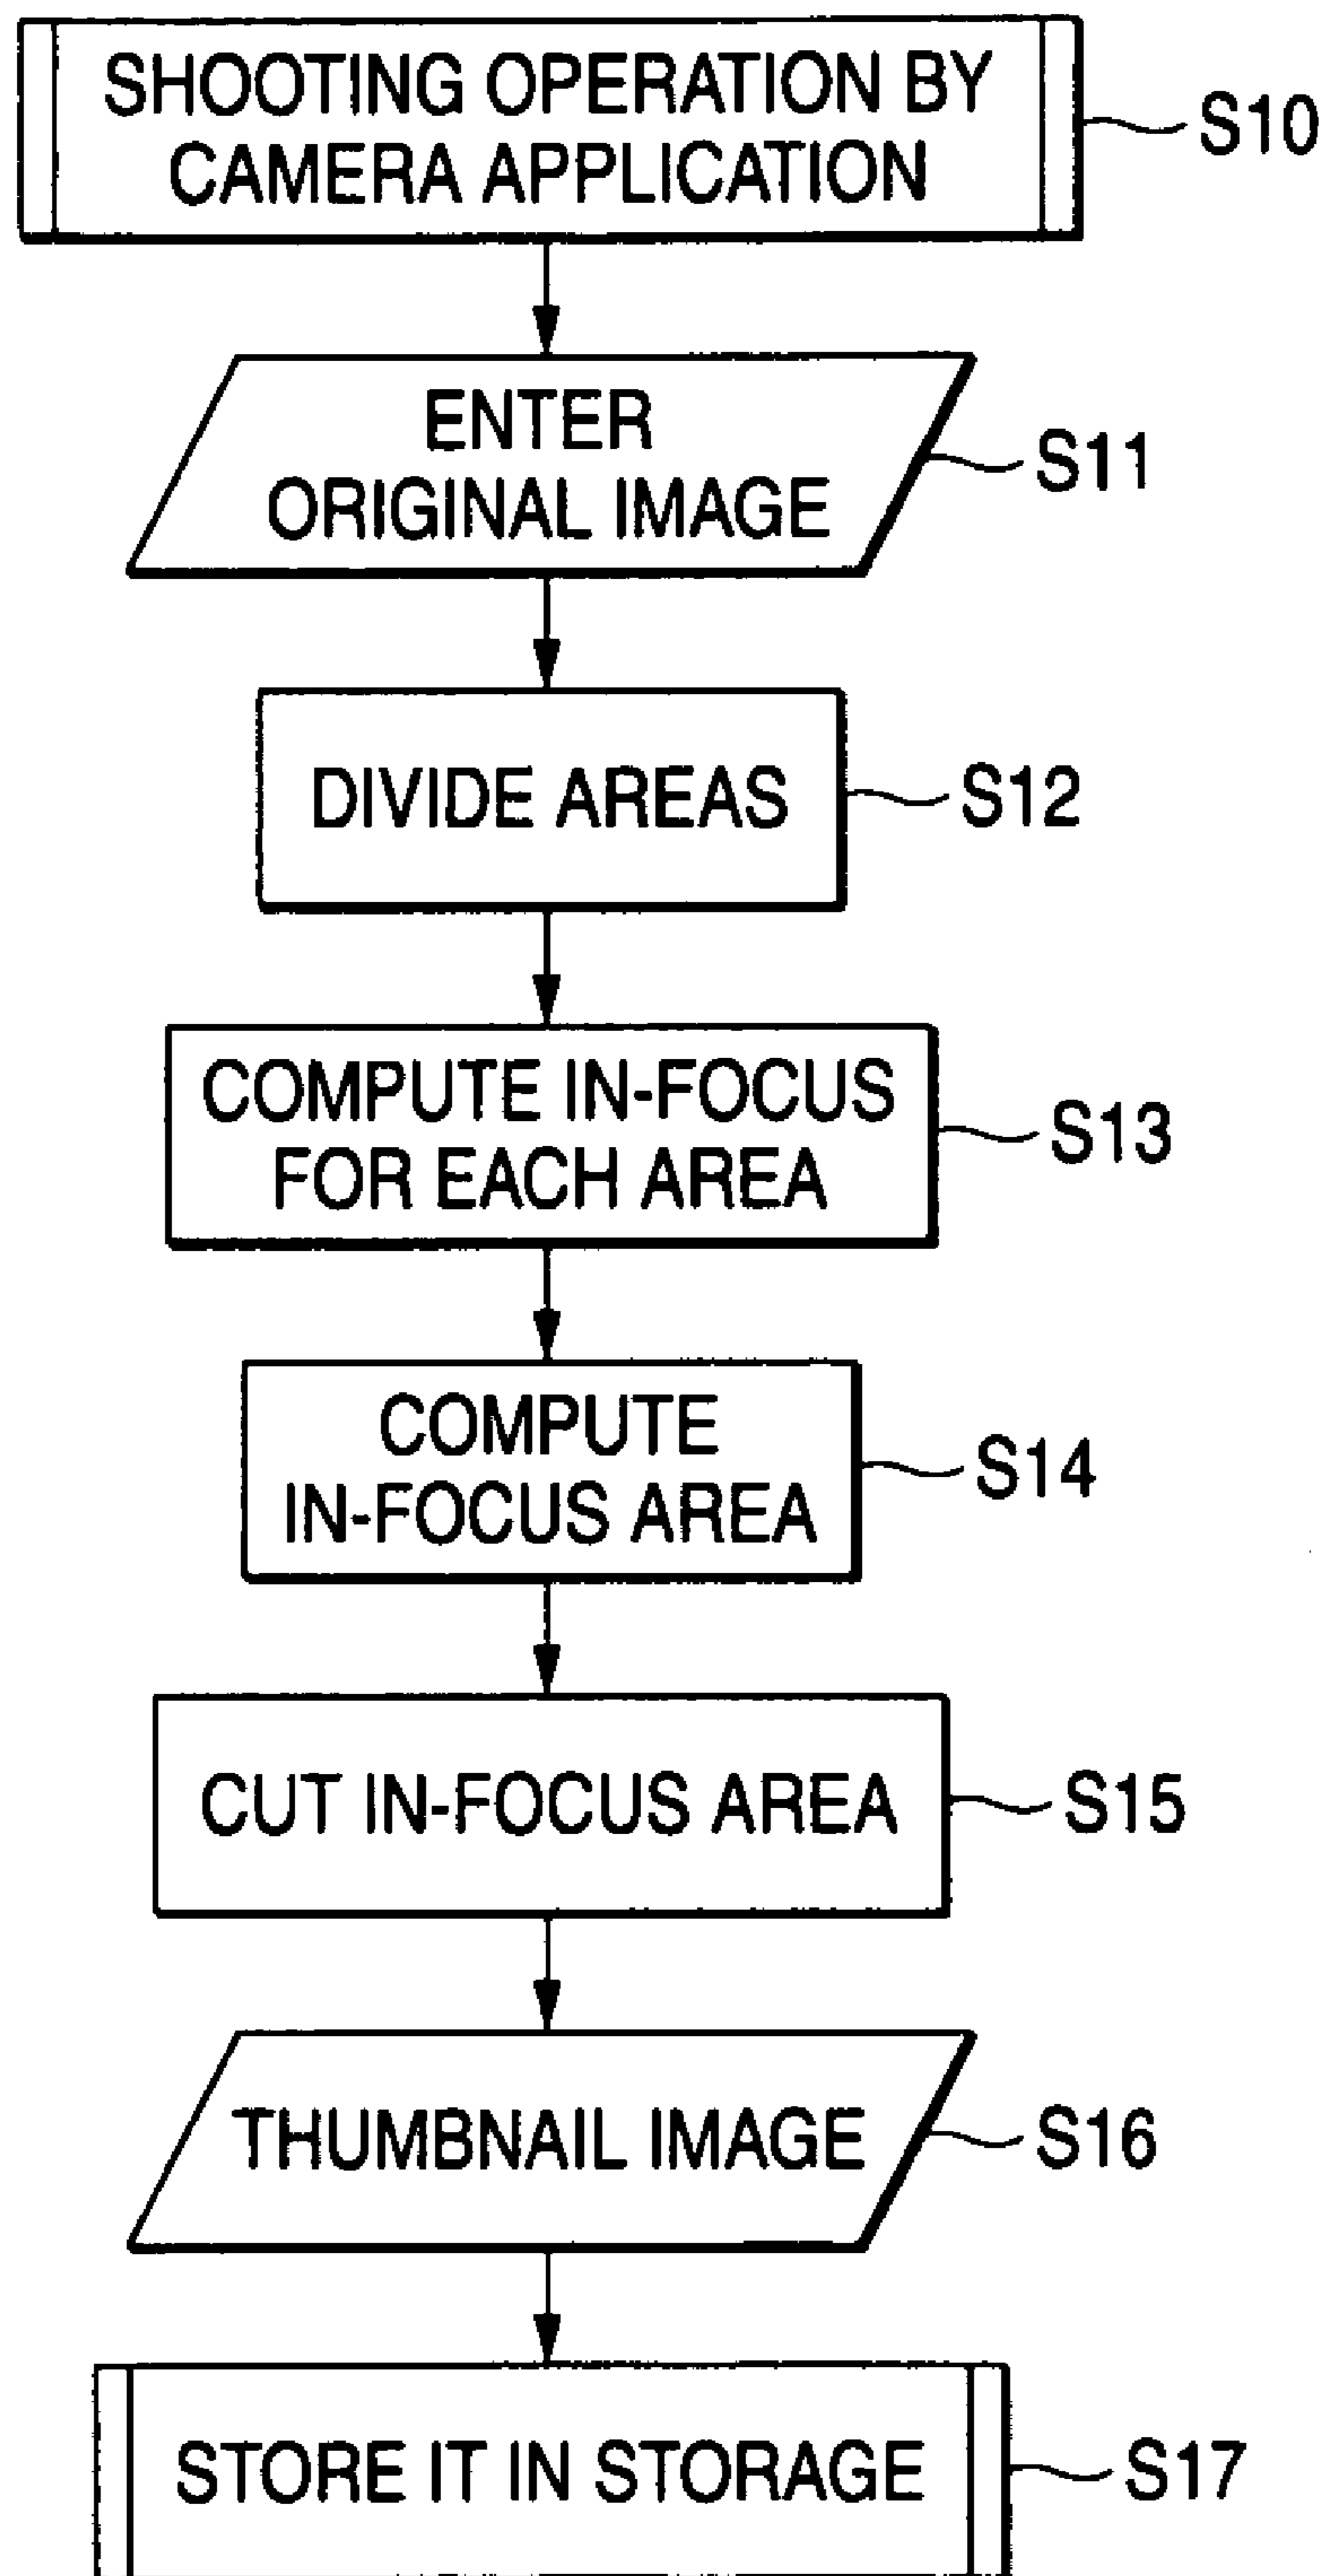 SHOOTING OPERATION BY
CAMERA APPLICATION
S10
ENTER
ORIGINAL IMAGE
S11
DIVIDE AREAS
S12
COMPUTE IN-FOCUS
FOR EACH AREA
S13
COMPUTE
IN-FOCUS AREA
S14
CUT IN-FOCUS AREA
S15
THUMBNAIL IMAGE
S16
STORE IT IN STORAGE
S17